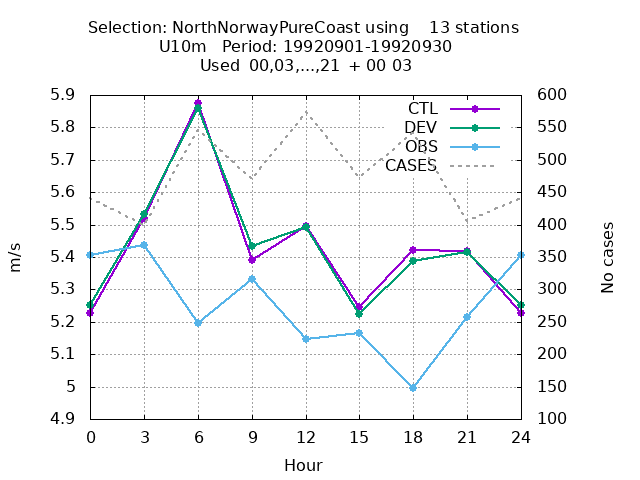 Selection: NorthNorwayPureCoast using 13 stations
U10m Period: 19920901-19920930
Used 00,03,...,21 + 00 03
5.9 600
5.8 550
5.7 500
5.6 450
5.5 400
5.4 350
5.3 300
5.2 250
5.1 200
5 150
4.9 100
CTL
DEV
OBS
CASES
m/s
No cases
0 3 6 9 12 15 18 21 24
Hour